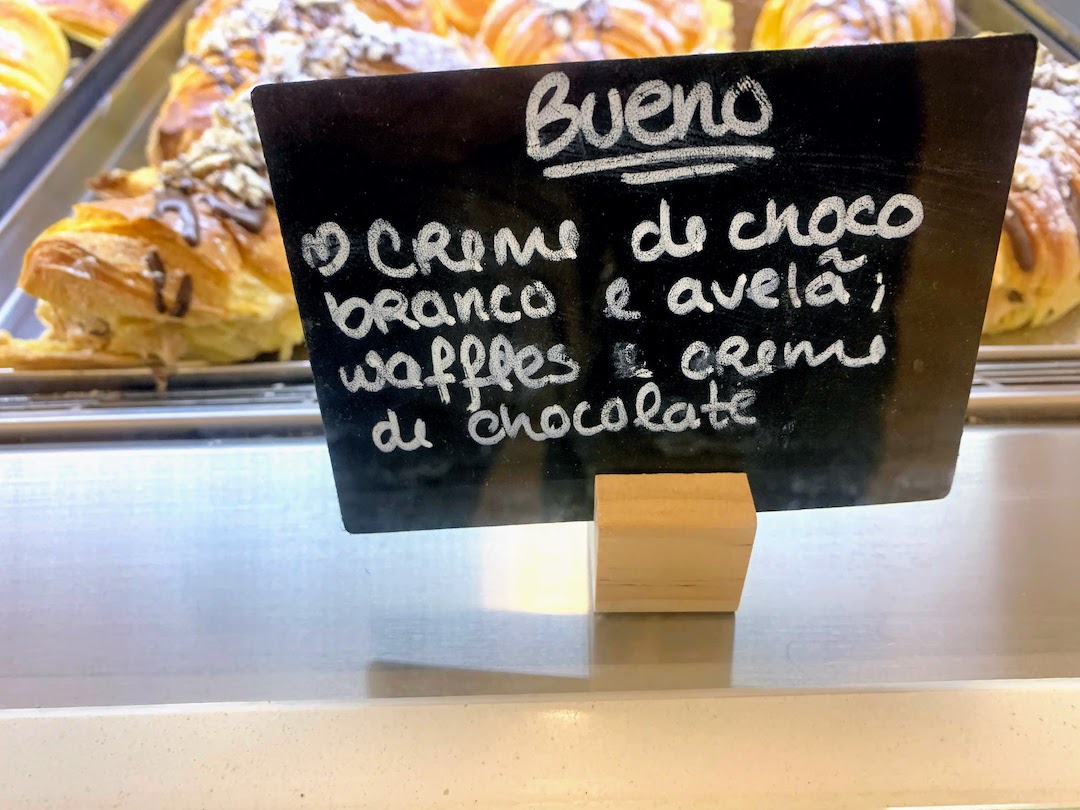 Bueno
♡ Creme de choco
branco e avelã;
waffles e creme
de chocolate